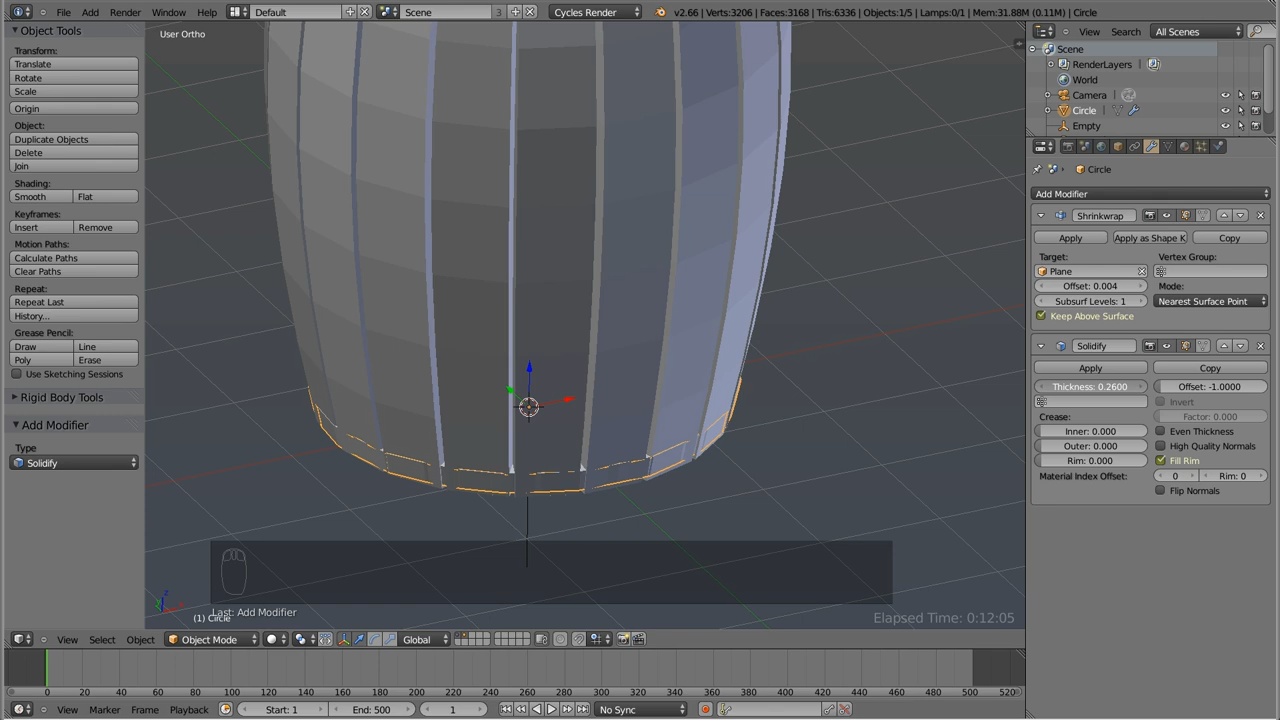 File Add Render Window Help Default Scene 3 Cycles Render v2.66 | Verts:3206 | Faces:3168 | Tris:6336 | Objects:1/5 | Lamps:0/1 | Mem:31.88M (0.11M) | Circle
Object Tools
Transform:
Translate
Rotate
Scale
Origin
Object:
Duplicate Objects
Delete
Join
Shading:
Smooth Flat
Keyframes:
Insert Remove
Motion Paths:
Calculate Paths
Clear Paths
Repeat:
Repeat Last
History...
Grease Pencil:
Draw Line
Poly Erase
Use Sketching Sessions
Rigid Body Tools
Add Modifier
Type
Solidify
User Ortho
Last: Add Modifier
(1) Circle
Elapsed Time: 0:12:05
View Search All Scenes
Scene
RenderLayers |
World
Camera |
Circle |
Empty
Circle
Add Modifier
Shrinkwrap
Apply Apply as Shape K Copy
Target: Vertex Group:
Plane
Offset: 0.004 Mode:
Subsurf Levels: 1 Nearest Surface Point
Keep Above Surface
Solidify
Apply Copy
Thickness: 0.2600 Offset: -1.0000
Invert
Crease: Factor: 0.000
Inner: 0.000 Even Thickness
Outer: 0.000 High Quality Normals
Rim: 0.000 Fill Rim
Material Index Offset: 0 Rim: 0
Flip Normals
View Select Object Object Mode Global
0 20 40 60 80 100 120 140 160 180 200 220 240 260 280 300 320 340 360 380 400 420 440 460 480 500 520
View Marker Frame Playback Start: 1 End: 500 1 No Sync